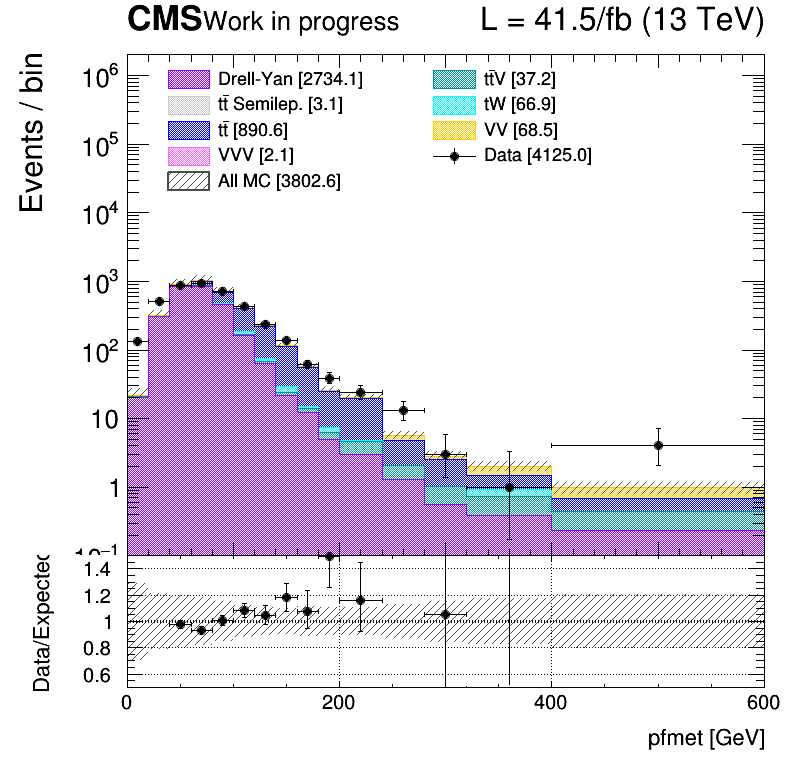 CMS Work in progress L = 41.5/fb (13 TeV)
Events / bin
10⁶
10⁵
10⁴
10³
10²
10
1
10⁻¹
Drell-Yan [2734.1]
tt̄ Semilep. [3.1]
tt̄ [890.6]
VVV [2.1]
All MC [3802.6]
tt̄V [37.2]
tW [66.9]
VV [68.5]
Data [4125.0]
Data/Expected
1.4
1.2
1
0.8
0.6
0 200 400 600
pfmet [GeV]